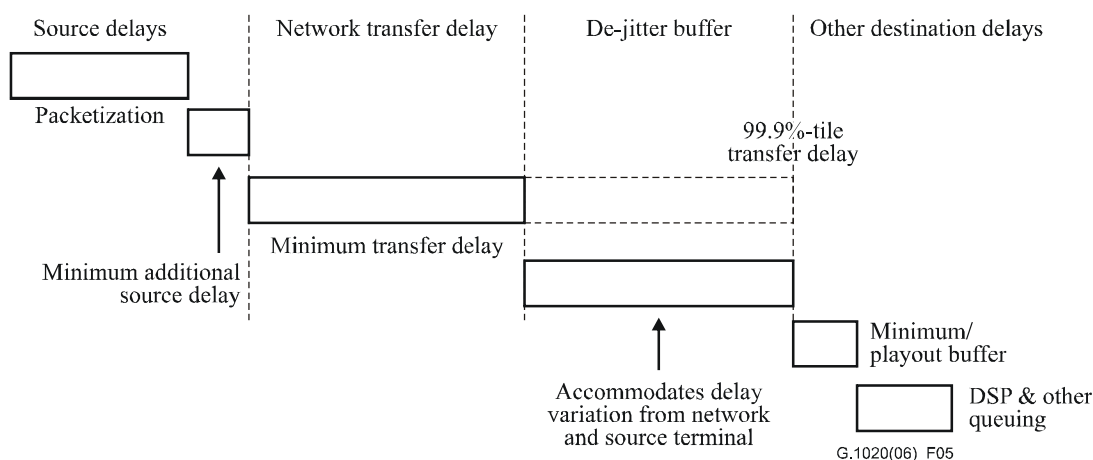 Source delays
Network transfer delay
De-jitter buffer
Other destination delays
Packetization
99.9%-tile
transfer delay
Minimum transfer delay
Minimum additional
source delay
Minimum/
playout buffer
Accommodates delay
variation from network
and source terminal
DSP & other
queuing
G.1020(06)_F05